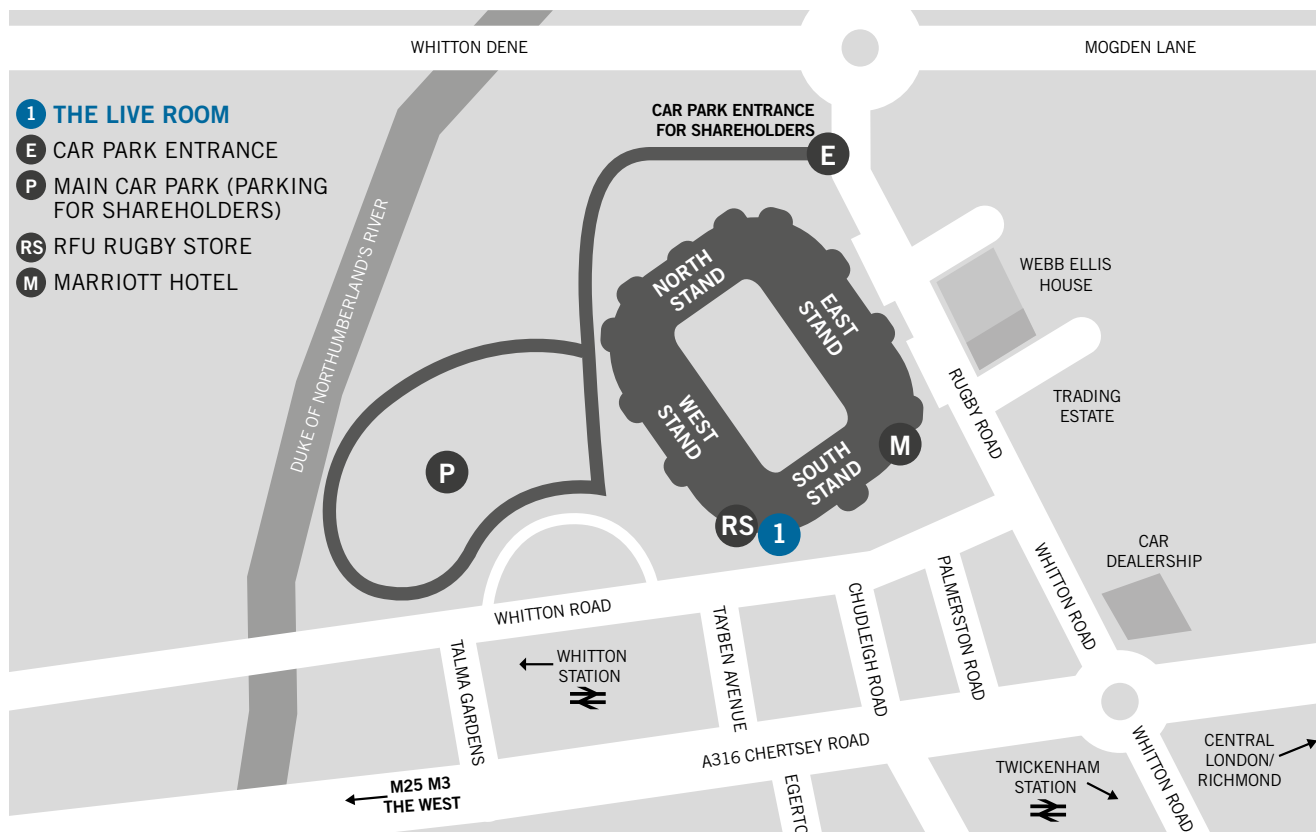 WHITTON DENE
MOGDEN LANE
1 THE LIVE ROOM
E CAR PARK ENTRANCE
P MAIN CAR PARK (PARKING
FOR SHAREHOLDERS)
RS RFU RUGBY STORE
M MARRIOTT HOTEL
CAR PARK ENTRANCE
FOR SHAREHOLDERS
E
DUKE OF NORTHUMBERLAND'S RIVER
NORTH
STAND
EAST
STAND
WEST
STAND
SOUTH
STAND
WEBB ELLIS
HOUSE
RUGBY ROAD
TRADING
ESTATE
P
M
RS
1
CAR
DEALERSHIP
WHITTON ROAD
WHITTON ROAD
PALMERSTON ROAD
CHUDLEIGH ROAD
TAYBEN AVENUE
TALMA GARDENS
WHITTON
STATION
A316 CHERTSEY ROAD
M25 M3
THE WEST
EGERTO
TWICKENHAM
STATION
WHITTON ROAD
CENTRAL
LONDON/
RICHMOND